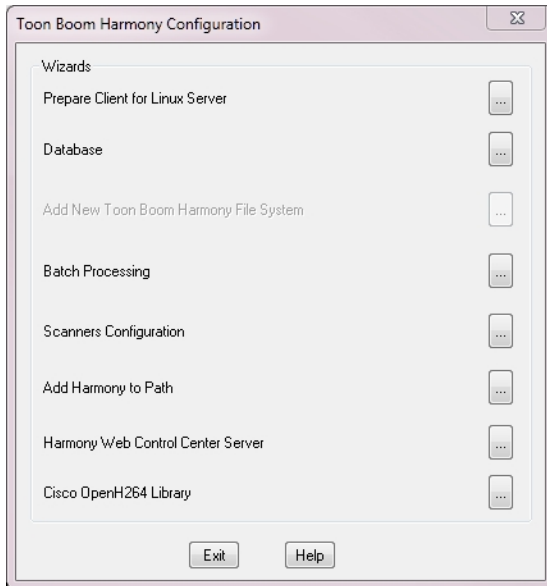 Toon Boom Harmony Configuration
Wizards
Prepare Client for Linux Server ...
Database ...
Add New Toon Boom Harmony File System ...
Batch Processing ...
Scanners Configuration ...
Add Harmony to Path ...
Harmony Web Control Center Server ...
Cisco OpenH264 Library ...
Exit Help